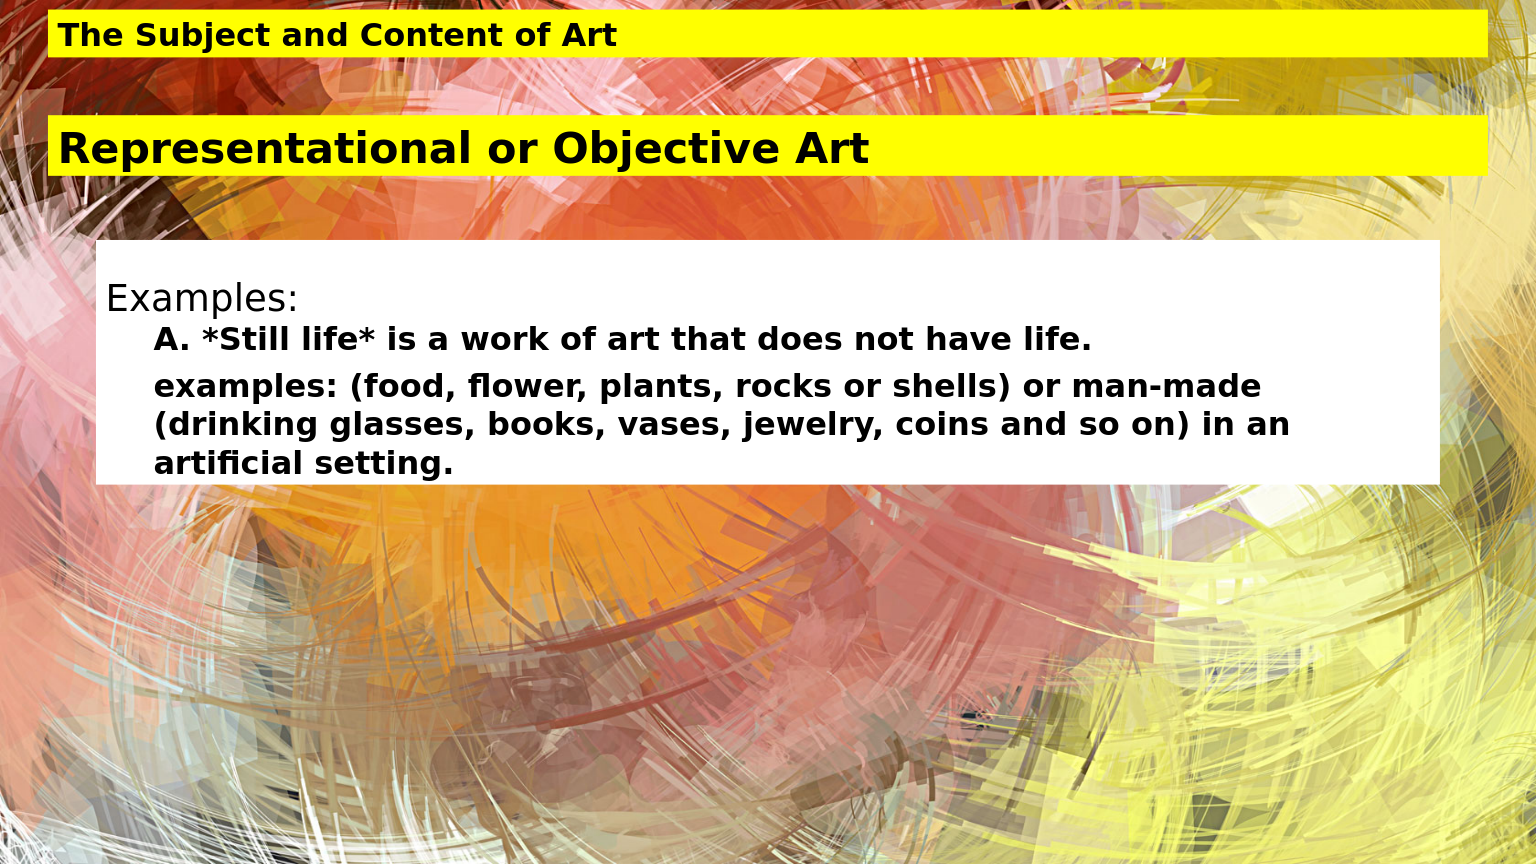 The Subject and Content of Art
Representational or Objective Art
Examples:
A. *Still life* is a work of art that does not have life.
examples: (food, flower, plants, rocks or shells) or man-made
(drinking glasses, books, vases, jewelry, coins and so on) in an
artificial setting.